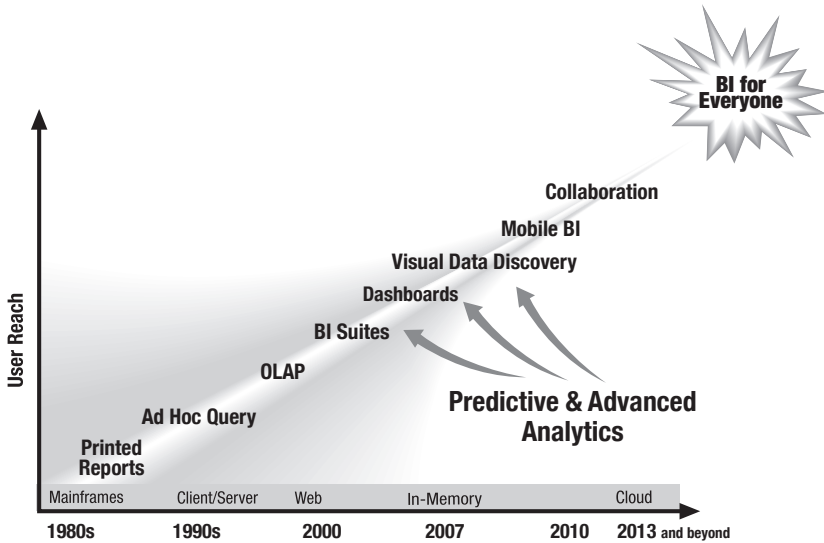 BI for
Everyone
Collaboration
Mobile BI
Visual Data Discovery
Dashboards
BI Suites
OLAP
Ad Hoc Query
Printed
Reports
Predictive & Advanced
Analytics
User Reach
Mainframes Client/Server Web In-Memory Cloud
1980s 1990s 2000 2007 2010 2013 and beyond